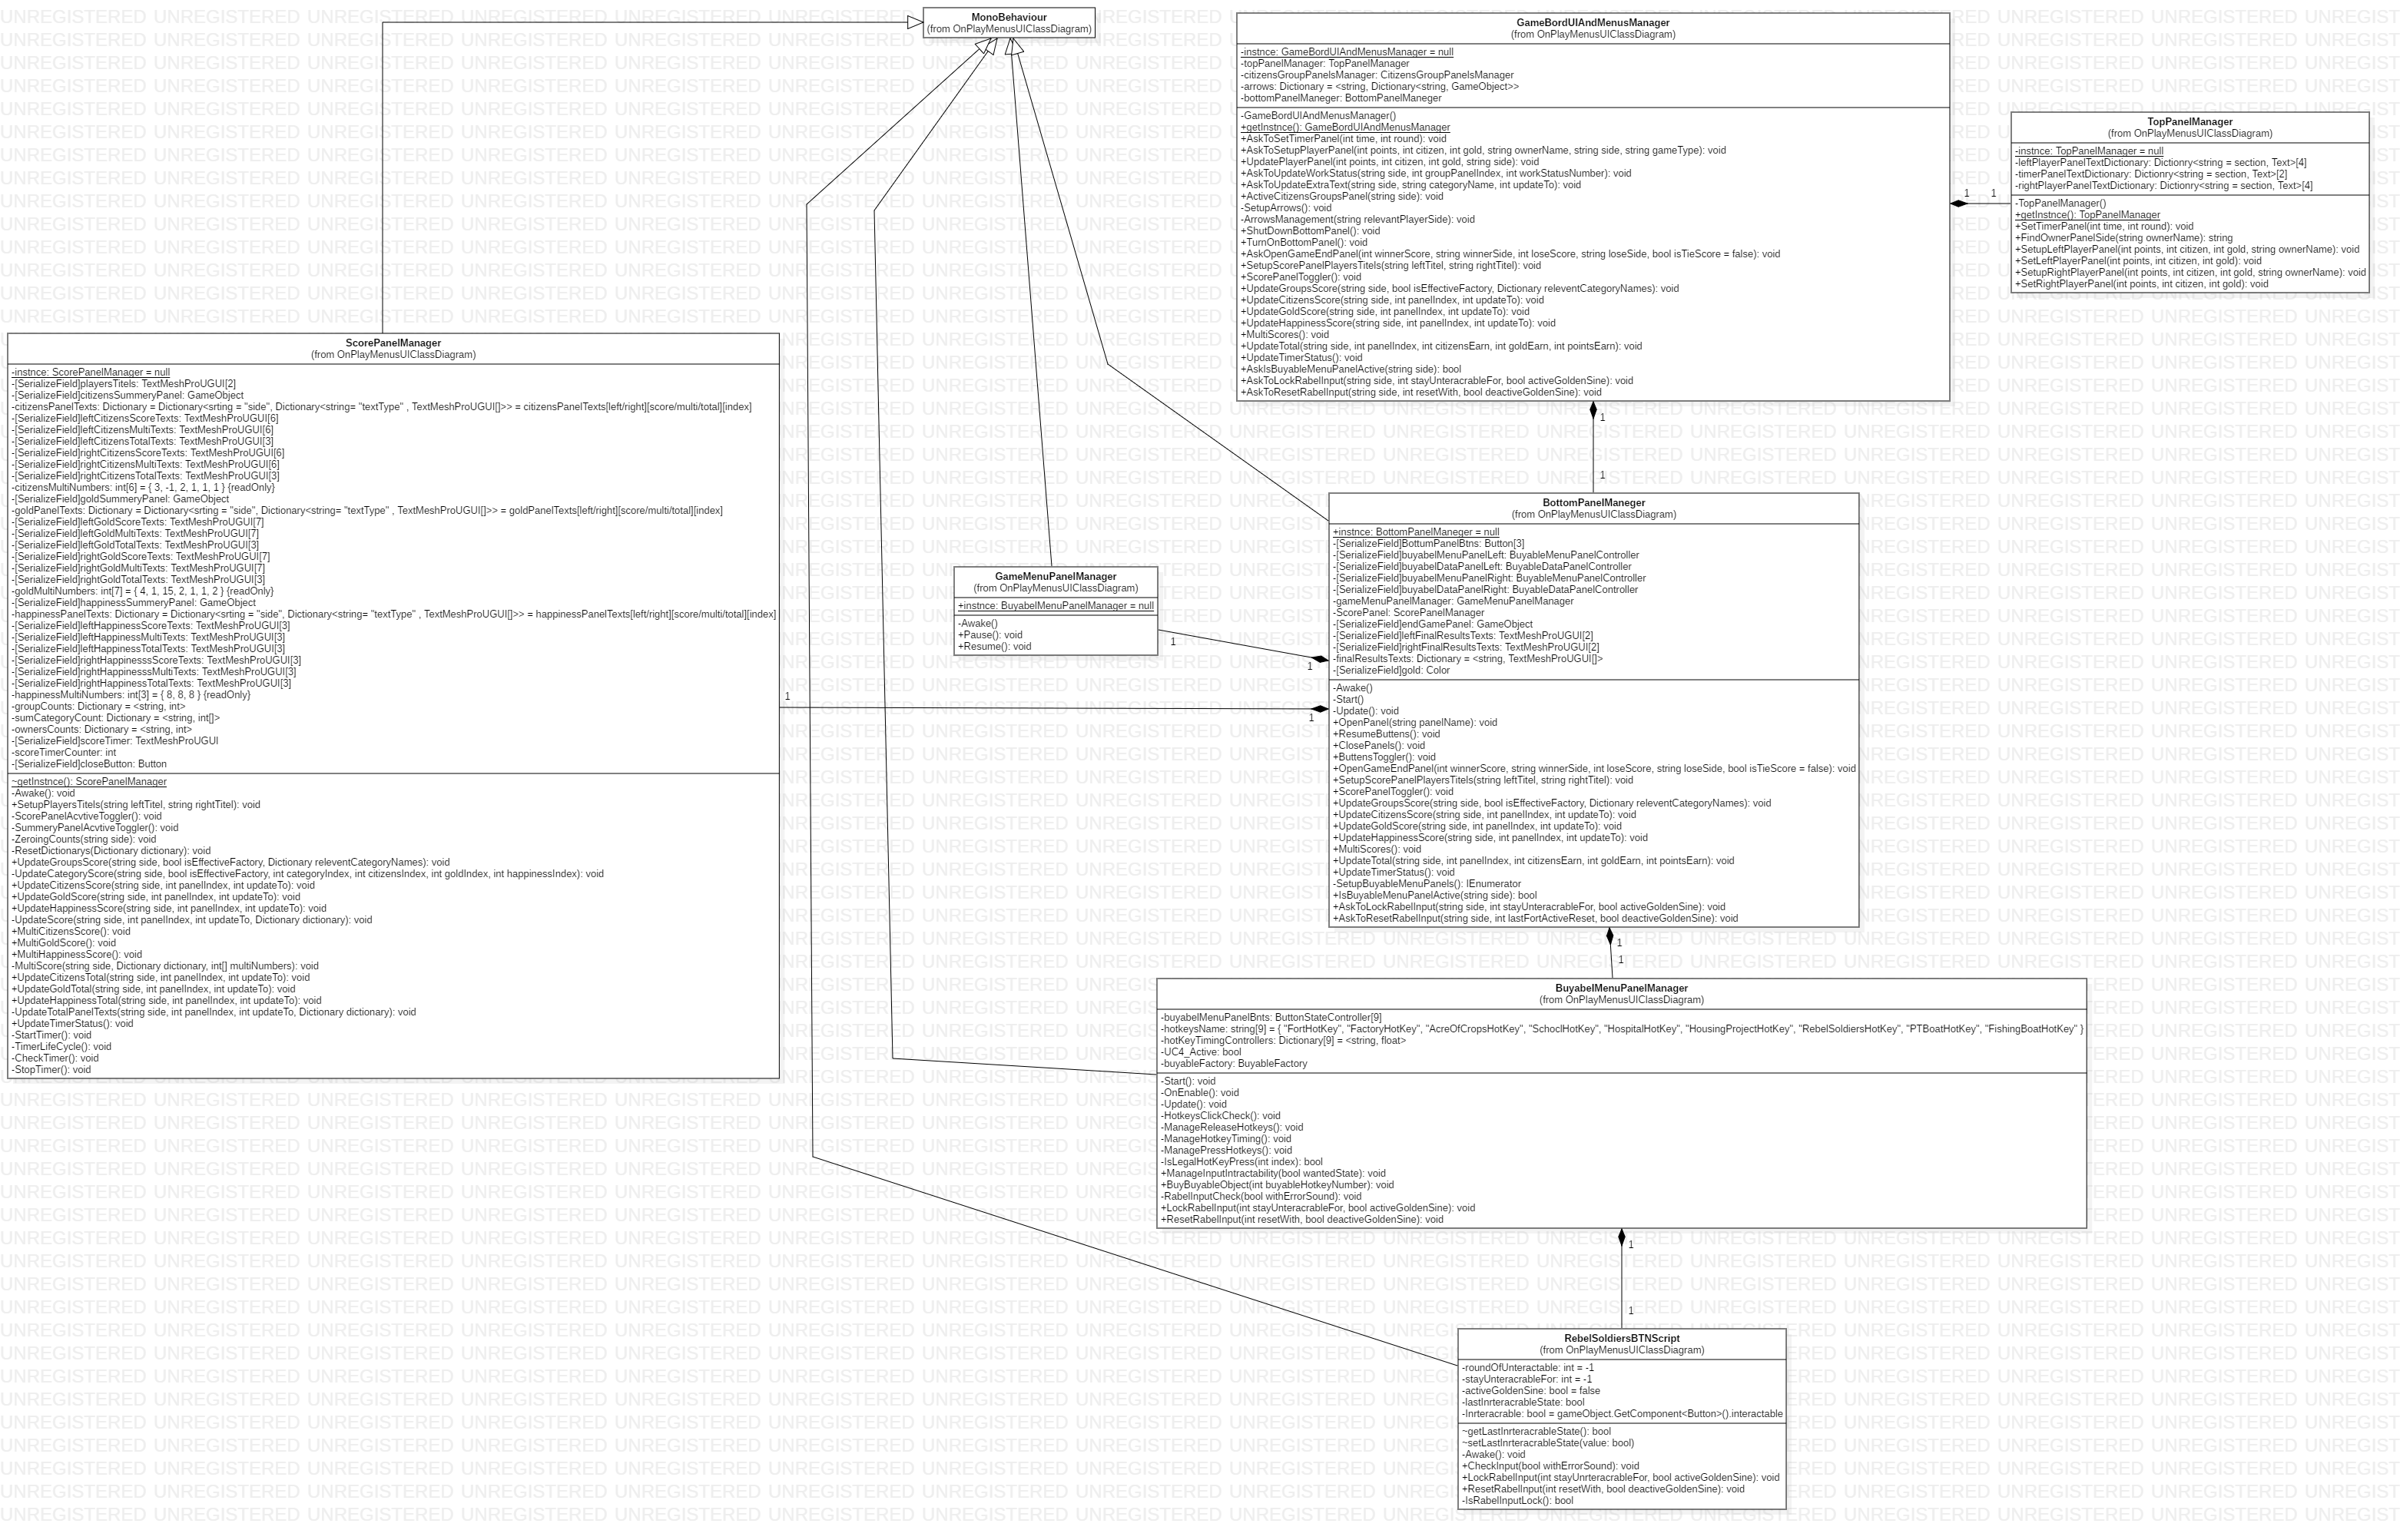 MonoBehaviour
(from OnPlayMenusUIClassDiagram)
GameBordUIAndMenusManager
(from OnPlayMenusUIClassDiagram)
-instnce: GameBordUIAndMenusManager = null
-topPanelManager: TopPanelManager
-citizensGroupPanelsManager: CitizensGroupPanelsManager
-arrows: Dictionary = <string, Dictionary<string, GameObject>>
-bottomPanelManeger: BottomPanelManeger
-GameBordUIAndMenusManager()
+getInstnce(): GameBordUIAndMenusManager
+AskToSetTimerPanel(int time, int round): void
+AskToSetupPlayerPanel(int points, int citizen, int gold, string ownerName, string side, string gameType): void
+UpdatePlayerPanel(int points, int citizen, int gold, string side): void
+AskToUpdateWorkStatus(string side, int groupPanelIndex, int workStatusNumber): void
+AskToUpdateExtraText(string side, string categoryName, int updateTo): void
+ActiveCitizensGroupsPanel(string side): void
-SetupArrows(): void
-ArrowsManagement(string relevantPlayerSide): void
+ShutDownBottomPanel(): void
+TurnOnBottomPanel(): void
+AskOpenGameEndPanel(int winnerScore, string winnerSide, int loseScore, string loseSide, bool isTieScore = false): void
+SetupScorePanelPlayersTitels(string leftTitel, string rightTitel): void
+ScorePanelToggler(): void
+UpdateGroupsScore(string side, bool isEffectiveFactory, Dictionary releventCategoryNames): void
+UpdateCitizensScore(string side, int panelIndex, int updateTo): void
+UpdateGoldScore(string side, int panelIndex, int updateTo): void
+UpdateHappinessScore(string side, int panelIndex, int updateTo): void
+MultiScores(): void
+UpdateTotal(string side, int panelIndex, int citizensEarn, int goldEarn, int pointsEarn): void
+UpdateTimerStatus(): void
+AskIsBuyabelMenuPanelActive(string side): bool
+AskToLockRabelInput(string side, int stayUnteracrableFor, bool activeGoldenSine): void
+AskToResetRabelInput(string side, int resetWith, bool deactiveGoldenSine): void
TopPanelManager
(from OnPlayMenusUIClassDiagram)
-instnce: TopPanelManager = null
-leftPlayerPanelTextDictionary: Dictionry<string = section, Text>[4]
-timerPanelTextDictionary: Dictionry<string = section, Text>[2]
-rightPlayerPanelTextDictionary: Dictionry<string = section, Text>[4]
-TopPanelManager()
+getInstnce(): TopPanelManager
+SetTimerPanel(int time, int round): void
+FindOwnerPanelSide(string ownerName): string
+SetupLeftPlayerPanel(int points, int citizen, int gold, string ownerName): void
+SetLeftPlayerPanel(int points, int citizen, int gold): void
+SetupRightPlayerPanel(int points, int citizen, int gold, string ownerName): void
+SetRightPlayerPanel(int points, int citizen, int gold): void
1
1
1
1
ScorePanelManager
(from OnPlayMenusUIClassDiagram)
-instnce: ScorePanelManager = null
-[SerializeField]playersTitels: TextMeshProUGUI[2]
-[SerializeField]citizensSummeryPanel: GameObject
-citizensPanelTexts: Dictionary = Dictionary<srting = "side", Dictionary<string= "textType" , TextMeshProUGUI[]>> = citizensPanelTexts[left/right][score/multi/total][index]
-[SerializeField]leftCitizensScoreTexts: TextMeshProUGUI[6]
-[SerializeField]leftCitizensMultiTexts: TextMeshProUGUI[6]
-[SerializeField]leftCitizensTotalTexts: TextMeshProUGUI[3]
-[SerializeField]rightCitizensScoreTexts: TextMeshProUGUI[6]
-[SerializeField]rightCitizensMultiTexts: TextMeshProUGUI[6]
-[SerializeField]rightCitizensTotalTexts: TextMeshProUGUI[3]
-citizensMultiNumbers: int[6] = { 3, -1, 2, 1, 1, 1 } {readOnly}
-[SerializeField]goldSummeryPanel: GameObject
-goldPanelTexts: Dictionary = Dictionary<srting = "side", Dictionary<string= "textType" , TextMeshProUGUI[]>> = goldPanelTexts[left/right][score/multi/total][index]
-[SerializeField]leftGoldScoreTexts: TextMeshProUGUI[7]
-[SerializeField]leftGoldMultiTexts: TextMeshProUGUI[7]
-[SerializeField]leftGoldTotalTexts: TextMeshProUGUI[3]
-[SerializeField]rightGoldScoreTexts: TextMeshProUGUI[7]
-[SerializeField]rightGoldMultiTexts: TextMeshProUGUI[7]
-[SerializeField]rightGoldTotalTexts: TextMeshProUGUI[3]
-goldMultiNumbers: int[7] = { 4, 1, 15, 2, 1, 1, 2 } {readOnly}
-[SerializeField]happinessSummeryPanel: GameObject
-happinessPanelTexts: Dictionary = Dictionary<srting = "side", Dictionary<string= "textType" , TextMeshProUGUI[]>> = happinessPanelTexts[left/right][score/multi/total][index]
-[SerializeField]leftHappinessScoreTexts: TextMeshProUGUI[3]
-[SerializeField]leftHappinessMultiTexts: TextMeshProUGUI[3]
-[SerializeField]leftHappinessTotalTexts: TextMeshProUGUI[3]
-[SerializeField]rightHappinesssScoreTexts: TextMeshProUGUI[3]
-[SerializeField]rightHappinesssMultiTexts: TextMeshProUGUI[3]
-[SerializeField]rightHappinessTotalTexts: TextMeshProUGUI[3]
-happinessMultiNumbers: int[3] = { 8, 8, 8 } {readOnly}
-groupCounts: Dictionary = <string, int>
-sumCategoryCount: Dictionary = <string, int[]>
-ownersCounts: Dictionary = <string, int>
-[SerializeField]scoreTimer: TextMeshProUGUI
-scoreTimerCounter: int
-[SerializeField]closeButton: Button
~getInstnce(): ScorePanelManager
-Awake(): void
+SetupPlayersTitels(string leftTitel, string rightTitel): void
-ScorePanelAcvtiveToggler(): void
-SummeryPanelAcvtiveToggler(): void
-ZeroingCounts(string side): void
-ResetDictionarys(Dictionary dictionary): void
+UpdateGroupsScore(string side, bool isEffectiveFactory, Dictionary releventCategoryNames): void
-UpdateCategoryScore(string side, bool isEffectiveFactory, int categoryIndex, int citizensIndex, int goldIndex, int happinessIndex): void
+UpdateCitizensScore(string side, int panelIndex, int updateTo): void
+UpdateGoldScore(string side, int panelIndex, int updateTo): void
+UpdateHappinessScore(string side, int panelIndex, int updateTo): void
-UpdateScore(string side, int panelIndex, int updateTo, Dictionary dictionary): void
+MultiCitizensScore(): void
+MultiGoldScore(): void
+MultiHappinessScore(): void
-MultiScore(string side, Dictionary dictionary, int[] multiNumbers): void
+UpdateCitizensTotal(string side, int panelIndex, int updateTo): void
+UpdateGoldTotal(string side, int panelIndex, int updateTo): void
+UpdateHappinessTotal(string side, int panelIndex, int updateTo): void
-UpdateTotalPanelTexts(string side, int panelIndex, int updateTo, Dictionary dictionary): void
+UpdateTimerStatus(): void
-StartTimer(): void
-TimerLifeCycle(): void
-CheckTimer(): void
-StopTimer(): void
GameMenuPanelManager
(from OnPlayMenusUIClassDiagram)
+instnce: BuyabelMenuPanelManager = null
-Awake()
+Pause(): void
+Resume(): void
1
1
1
1
BottomPanelManeger
(from OnPlayMenusUIClassDiagram)
+instnce: BottomPanelManeger = null
-[SerializeField]BottumPanelBtns: Button[3]
-[SerializeField]buyabelMenuPanelLeft: BuyableMenuPanelController
-[SerializeField]buyabelDataPanelLeft: BuyableDataPanelController
-[SerializeField]buyabelMenuPanelRight: BuyableMenuPanelController
-[SerializeField]buyabelDataPanelRight: BuyableDataPanelController
-gameMenuPanelManager: GameMenuPanelManager
-ScorePanel: ScorePanelManager
-[SerializeField]endGamePanel: GameObject
-[SerializeField]leftFinalResultsTexts: TextMeshProUGUI[2]
-[SerializeField]rightFinalResultsTexts: TextMeshProUGUI[2]
-finalResultsTexts: Dictionary = <string, TextMeshProUGUI[]>
-[SerializeField]gold: Color
-Awake()
-Start()
-Update(): void
+OpenPanel(string panelName): void
+ResumeButtens(): void
+ClosePanels(): void
+ButtensToggler(): void
+OpenGameEndPanel(int winnerScore, string winnerSide, int loseScore, string loseSide, bool isTieScore = false): void
+SetupScorePanelPlayersTitels(string leftTitel, string rightTitel): void
+ScorePanelToggler(): void
+UpdateGroupsScore(string side, bool isEffectiveFactory, Dictionary releventCategoryNames): void
+UpdateCitizensScore(string side, int panelIndex, int updateTo): void
+UpdateGoldScore(string side, int panelIndex, int updateTo): void
+UpdateHappinessScore(string side, int panelIndex, int updateTo): void
+MultiScores(): void
+UpdateTotal(string side, int panelIndex, int citizensEarn, int goldEarn, int pointsEarn): void
+UpdateTimerStatus(): void
-SetupBuyableMenuPanels(): IEnumerator
+IsBuyableMenuPanelActive(string side): bool
+AskToLockRabelInput(string side, int stayUnteracrableFor, bool activeGoldenSine): void
+AskToResetRabelInput(string side, int lastFortActiveReset, bool deactiveGoldenSine): void
1
1
BuyabelMenuPanelManager
(from OnPlayMenusUIClassDiagram)
-buyabelMenuPanelBnts: ButtonStateController[9]
-hotkeysName: string[9] = { "FortHotKey", "FactoryHotKey", "AcreOfCropsHotKey", "SchoclHotKey", "HospitalHotKey", "HousingProjectHotKey", "RebelSoldiersHotKey", "PTBoatHotKey", "FishingBoatHotKey" }
-hotKeyTimingControllers: Dictionary[9] = <string, float>
-UC4_Active: bool
-buyableFactory: BuyableFactory
-Start(): void
-OnEnable(): void
-Update(): void
-HotkeysClickCheck(): void
-ManageReleaseHotkeys(): void
-ManageHotkeyTiming(): void
-ManagePressHotkeys(): void
-IsLegalHotKeyPress(int index): bool
+ManageInputIntractability(bool wantedState): void
+BuyBuyableObject(int buyableHotkeyNumber): void
-RabelInputCheck(bool withErrorSound): void
+LockRabelInput(int stayUnteracrableFor, bool activeGoldenSine): void
+ResetRabelInput(int resetWith, bool deactiveGoldenSine): void
1
1
RebelSoldiersBTNScript
(from OnPlayMenusUIClassDiagram)
-roundOfUnteractable: int = -1
-stayUnteracrableFor: int = -1
-activeGoldenSine: bool = false
-lastInrteracrableState: bool
-Inrteracrable: bool = gameObject.GetComponent<Button>().interactable
~getLastInrteracrableState(): bool
~setLastInrteracrableState(value: bool)
-Awake(): void
+CheckInput(bool withErrorSound): void
+LockRabelInput(int stayUnrteracrableFor, bool activeGoldenSine): void
+ResetRabelInput(int resetWith, bool deactiveGoldenSine): void
-IsRabelInputLock(): bool